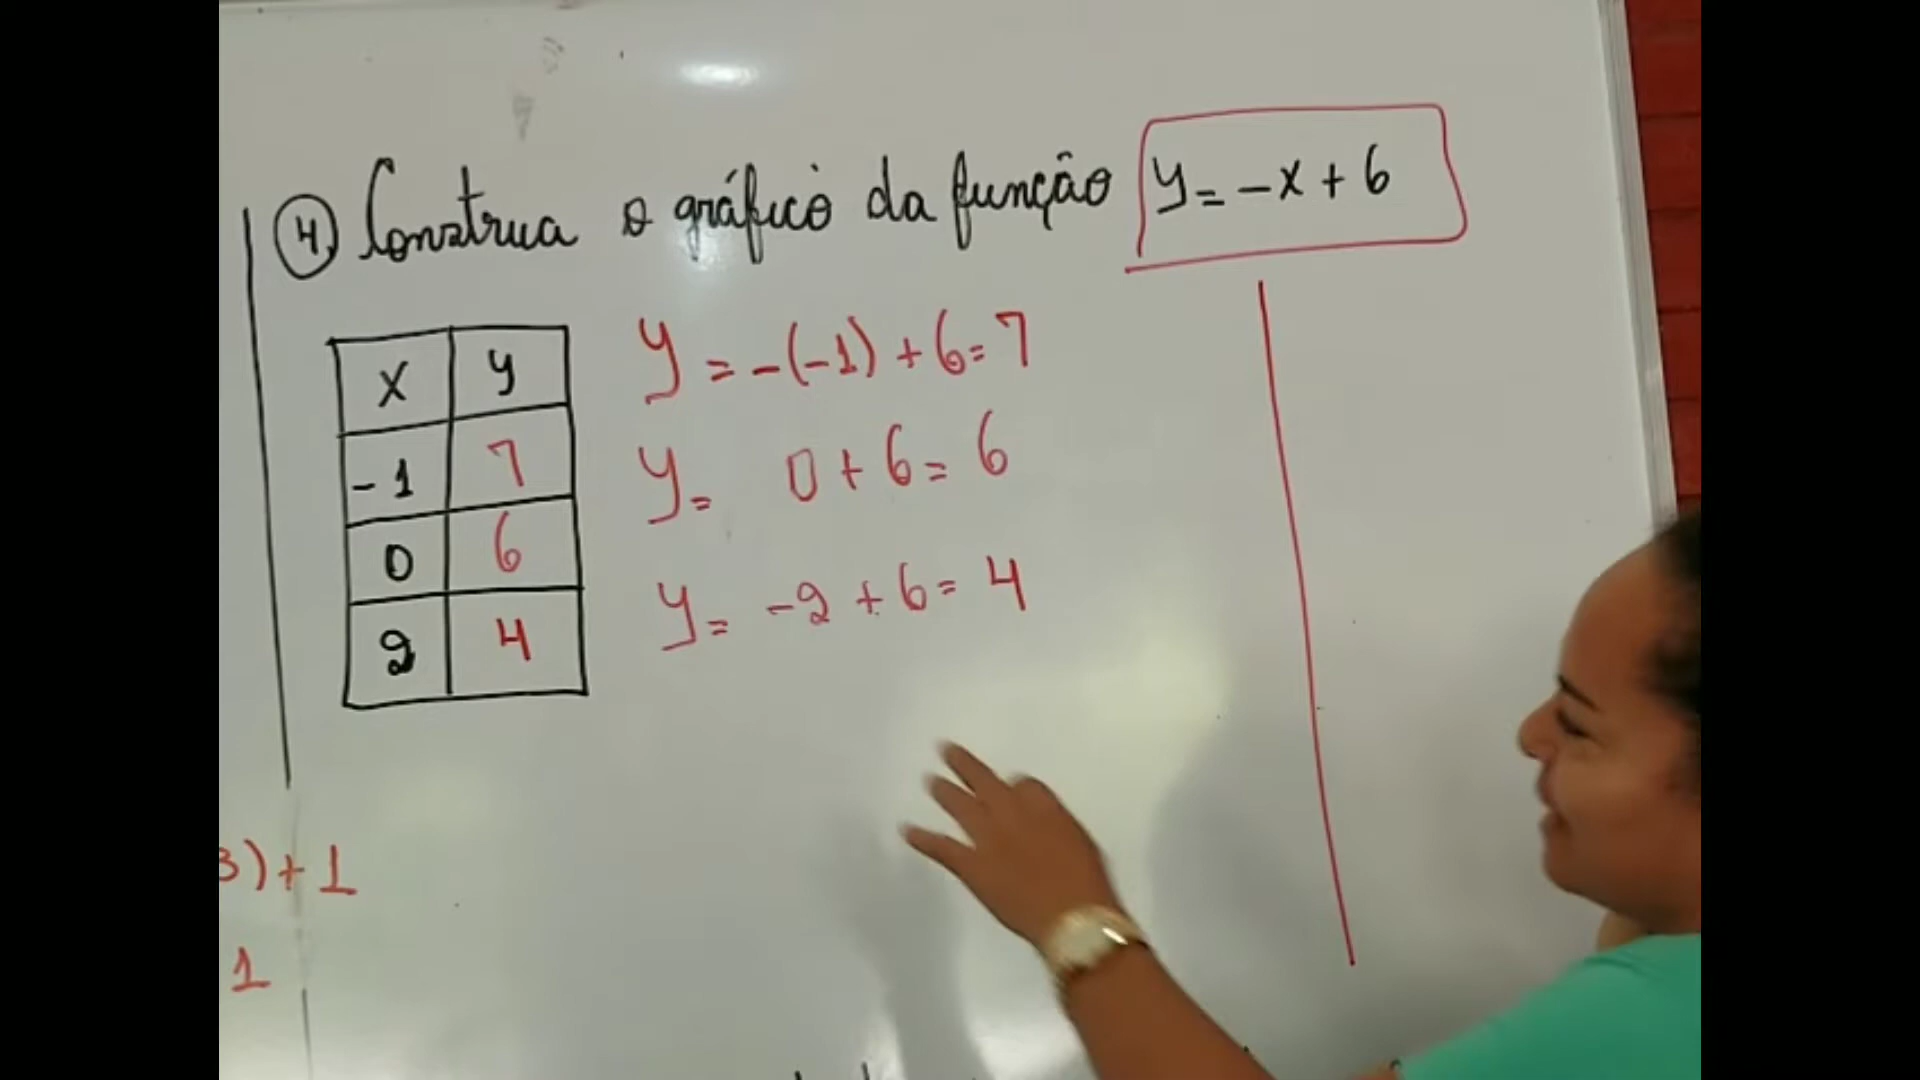 4) Construa o gráfico da função y = -x + 6
x y
-1 7
0 6
2 4
y = -(-1) + 6 = 7
y = 0 + 6 = 6
y = -2 + 6 = 4
3) + 1
1